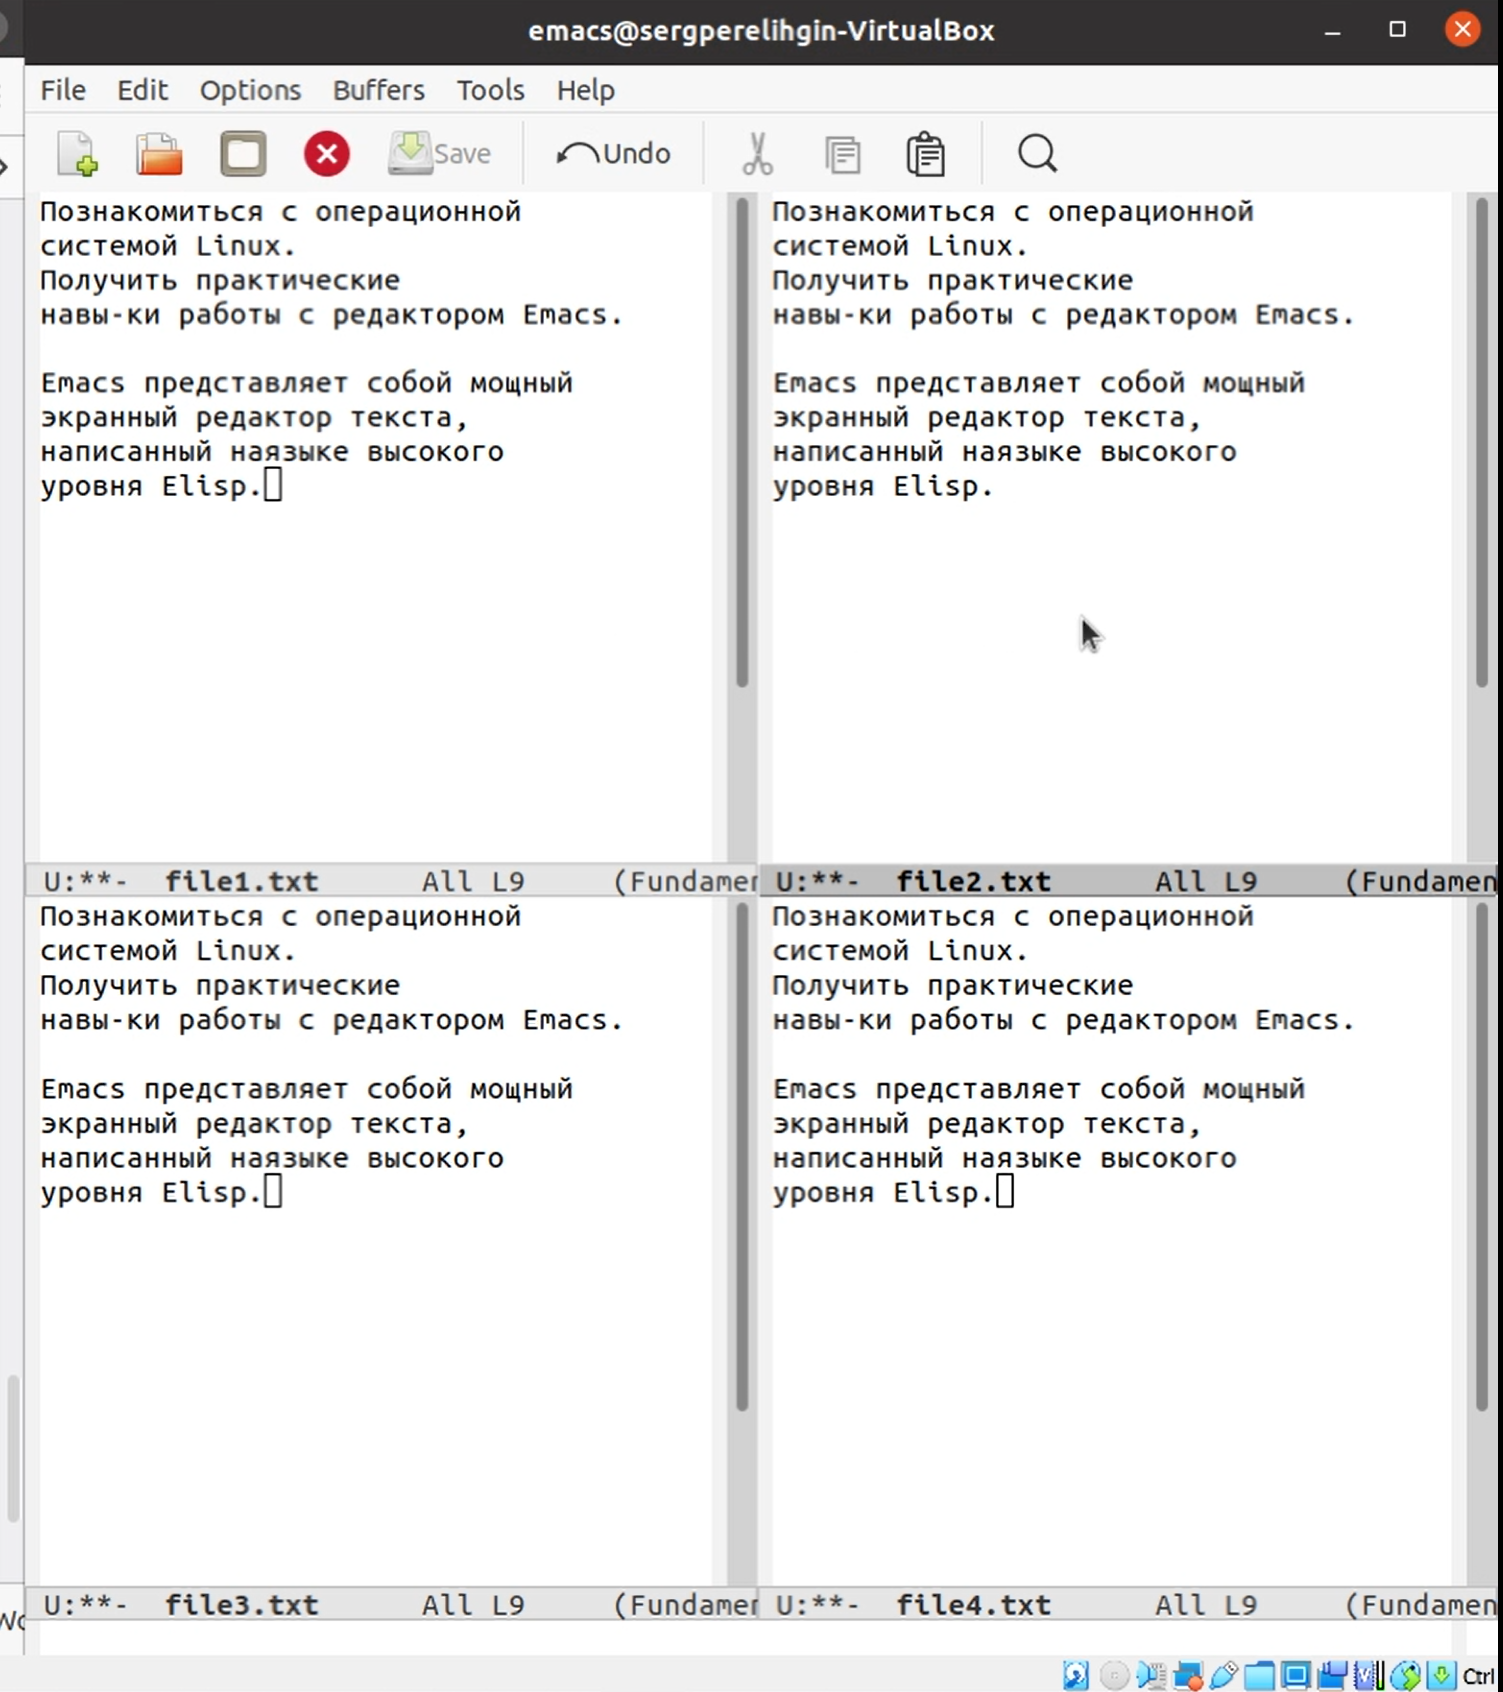 emacs@sergperelihgin-VirtualBox
File Edit Options Buffers Tools Help
Save Undo
Познакомиться с операционной
системой Linux.
Получить практические
навы-ки работы с редактором Emacs.

Emacs представляет собой мощный
экранный редактор текста,
написанный наязыке высокого
уровня Elisp.
U:**- file1.txt All L9 (Fundamer
Познакомиться с операционной
системой Linux.
Получить практические
навы-ки работы с редактором Emacs.

Emacs представляет собой мощный
экранный редактор текста,
написанный наязыке высокого
уровня Elisp.
U:**- file2.txt All L9 (Fundamen
Познакомиться с операционной
системой Linux.
Получить практические
навы-ки работы с редактором Emacs.

Emacs представляет собой мощный
экранный редактор текста,
написанный наязыке высокого
уровня Elisp.
U:**- file3.txt All L9 (Fundamer
Познакомиться с операционной
системой Linux.
Получить практические
навы-ки работы с редактором Emacs.

Emacs представляет собой мощный
экранный редактор текста,
написанный наязыке высокого
уровня Elisp.
U:**- file4.txt All L9 (Fundamen
Ctrl